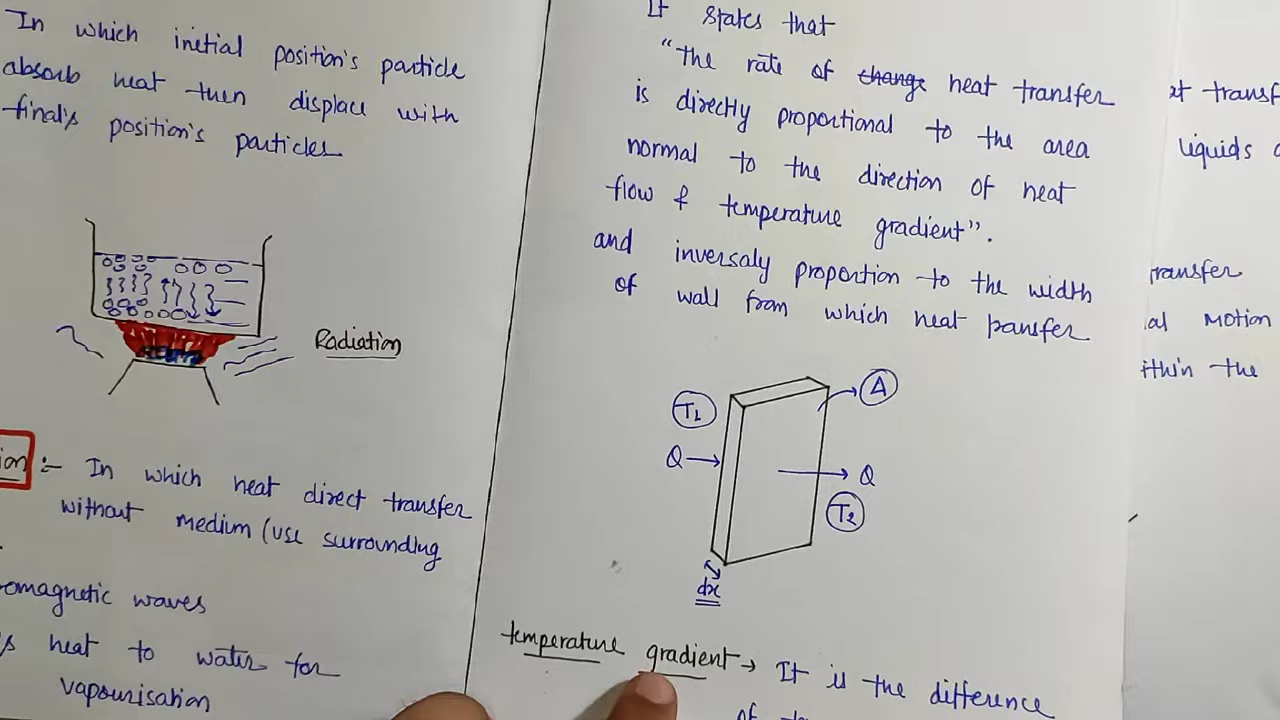 In which inetial position's particle
absorb heat then displace with
final's position's particles
Radiation
ion :- In which heat direct transfer
without medium (use surrounding
omagnetic waves
heat to water for
vapourisation
It states that
"The rate of change heat transfer
is directly proportional to the area
normal to the direction of heat
flow & temperature gradient".
and inversaly proportion to the width
of wall from which heat transfer
T1
A
Q
Q
T2
dx
temperature gradient → It is the difference
of
transf
liquids
transfer
al Motion
ithin the